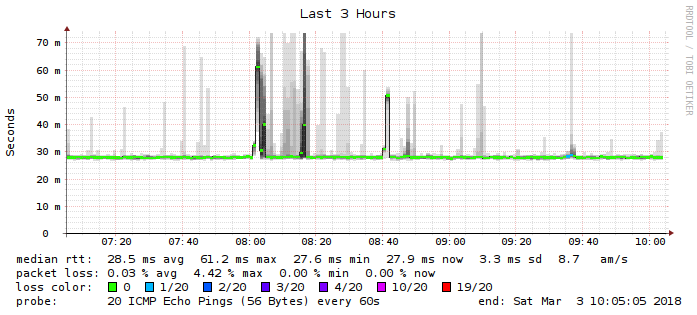 Last 3 Hours
RRDTOOL / TOBI OETIKER
Seconds
70 m
60 m
50 m
40 m
30 m
20 m
10 m
0
07:20 07:40 08:00 08:20 08:40 09:00 09:20 09:40 10:00
median rtt: 28.5 ms avg 61.2 ms max 27.6 ms min 27.9 ms now 3.3 ms sd 8.7 am/s
packet loss: 0.03 % avg 4.42 % max 0.00 % min 0.00 % now
loss color: 0 1/20 2/20 3/20 4/20 10/20 19/20
probe: 20 ICMP Echo Pings (56 Bytes) every 60s end: Sat Mar 3 10:05:05 2018